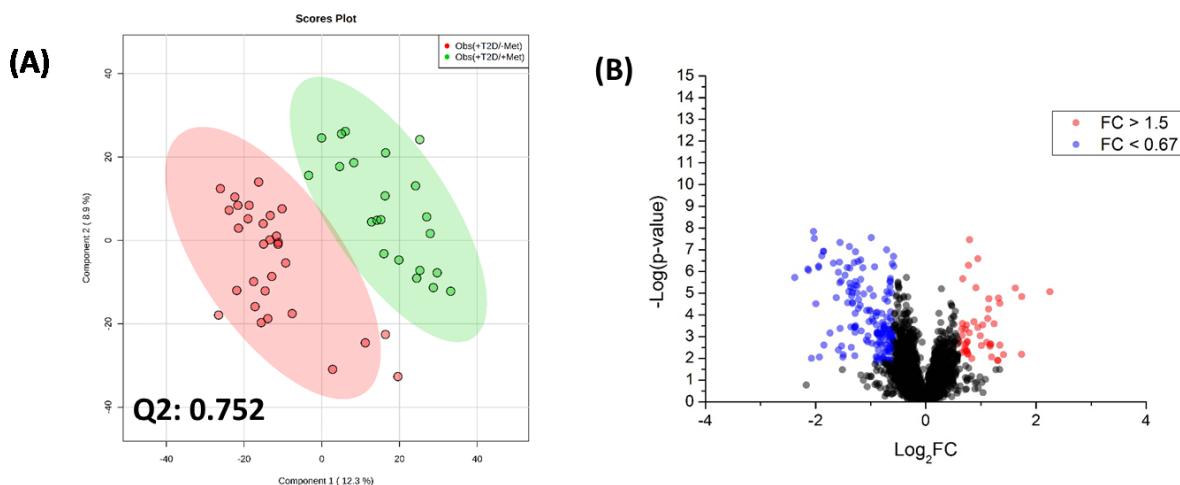 (A)
Scores Plot
Obs(+T2D/-Met)
Obs(+T2D/+Met)
40
20
0
-20
-40
Component 2 ( 8.9 %)
Q2: 0.752
-40
-20
0
20
40
Component 1 ( 12.3 %)
(B)
15
14
13
12
11
10
9
8
7
6
5
4
3
2
1
0
-Log(p-value)
FC > 1.5
FC < 0.67
-4
-2
0
2
4
Log₂FC